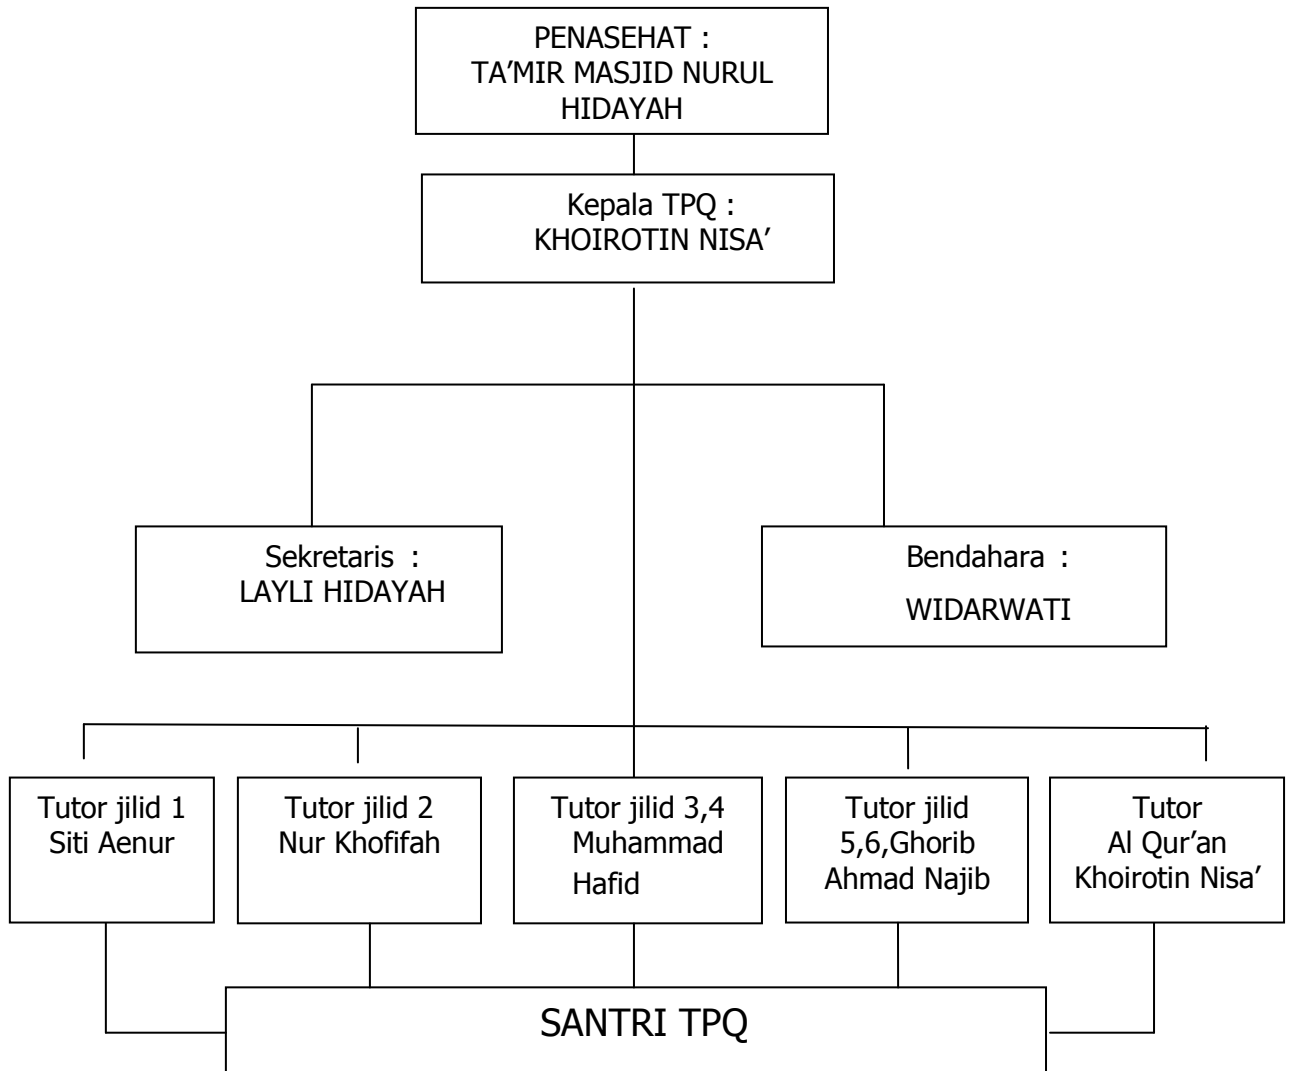 PENASEHAT :
TA’MIR MASJID NURUL
HIDAYAH
Kepala TPQ :
KHOIROTIN NISA’
Sekretaris :
LAYLI HIDAYAH
Bendahara :
WIDARWATI
Tutor jilid 1
Siti Aenur
Tutor jilid 2
Nur Khofifah
Tutor jilid 3,4
Muhammad
Hafid
Tutor jilid
5,6,Ghorib
Ahmad Najib
Tutor
Al Qur’an
Khoirotin Nisa’
SANTRI TPQ